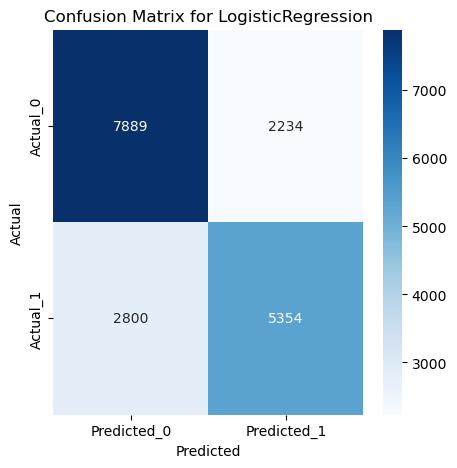 Confusion Matrix for LogisticRegression
Actual
Actual_0
Actual_1
7889
2234
2800
5354
Predicted_0
Predicted_1
Predicted
7000
6000
5000
4000
3000